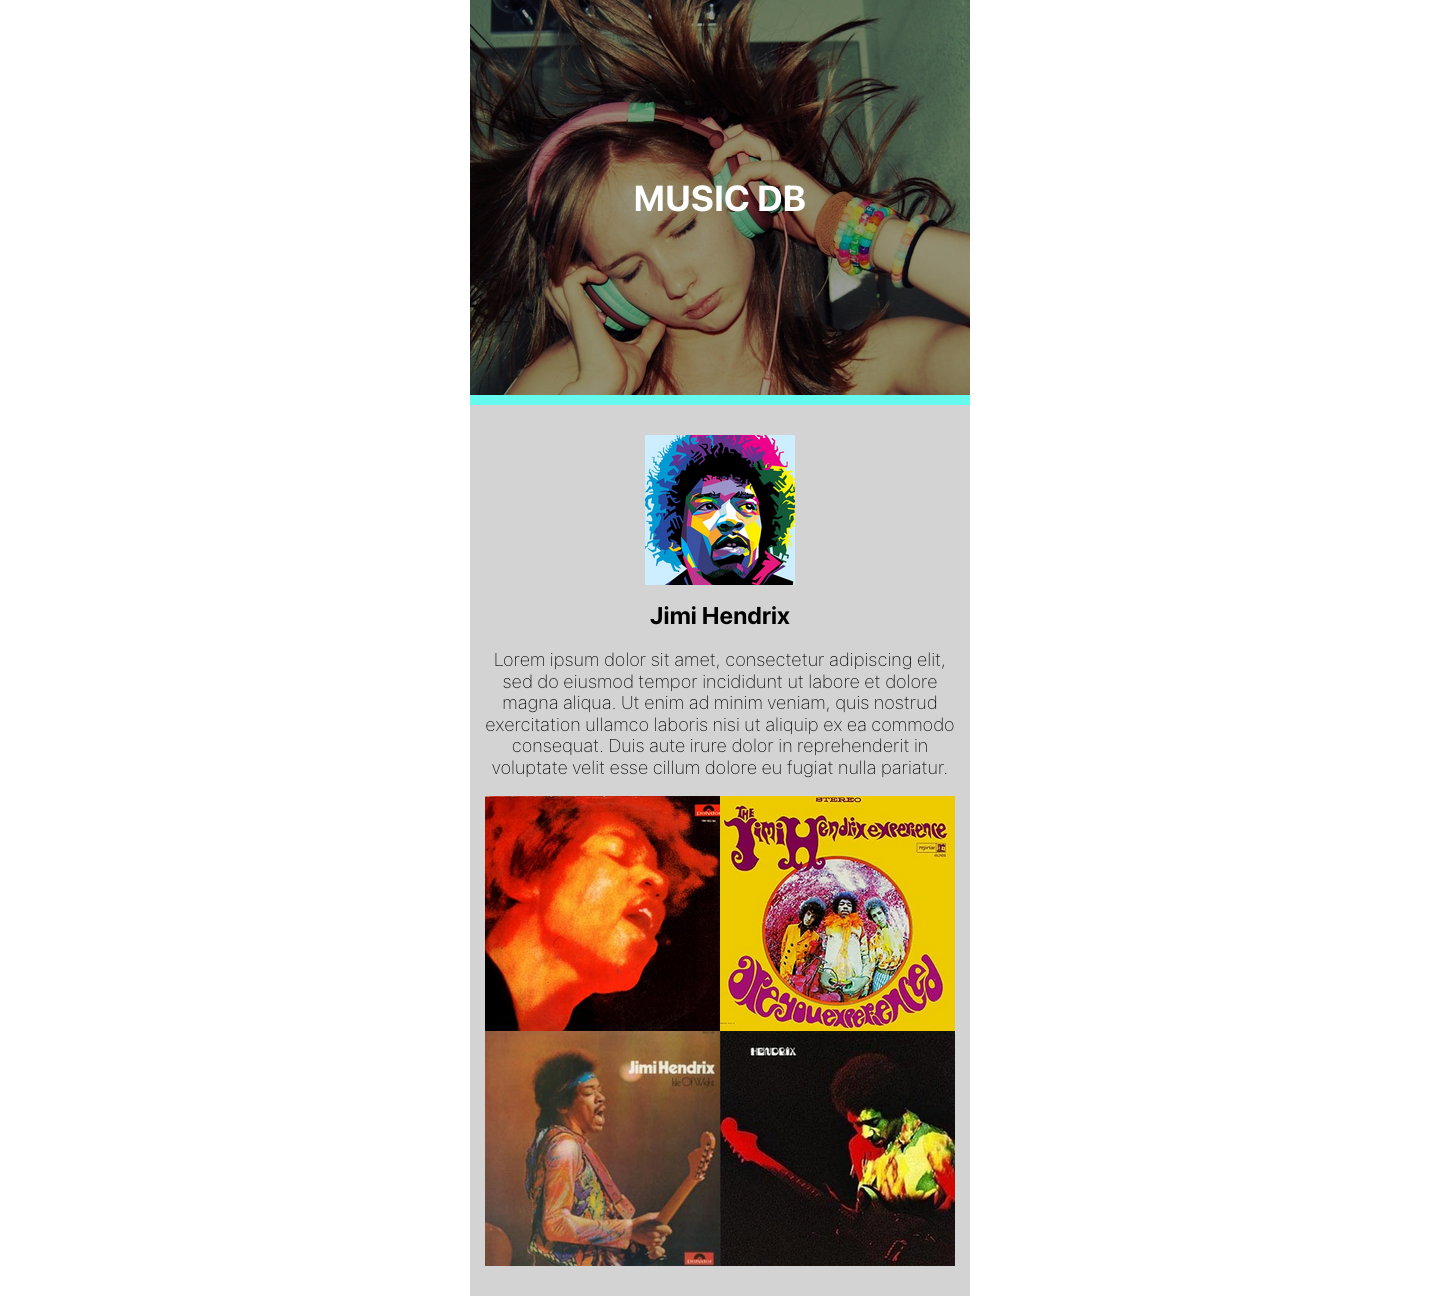 MUSIC DB
Jimi Hendrix
Lorem ipsum dolor sit amet, consectetur adipiscing elit,
sed do eiusmod tempor incididunt ut labore et dolore
magna aliqua. Ut enim ad minim veniam, quis nostrud
exercitation ullamco laboris nisi ut aliquip ex ea commodo
consequat. Duis aute irure dolor in reprehenderit in
voluptate velit esse cillum dolore eu fugiat nulla pariatur.
STEREO
THE
Jimi Hendrix experience
reprise
are you experienced
Jimi Hendrix
Isle Of Wight
HENDRIX